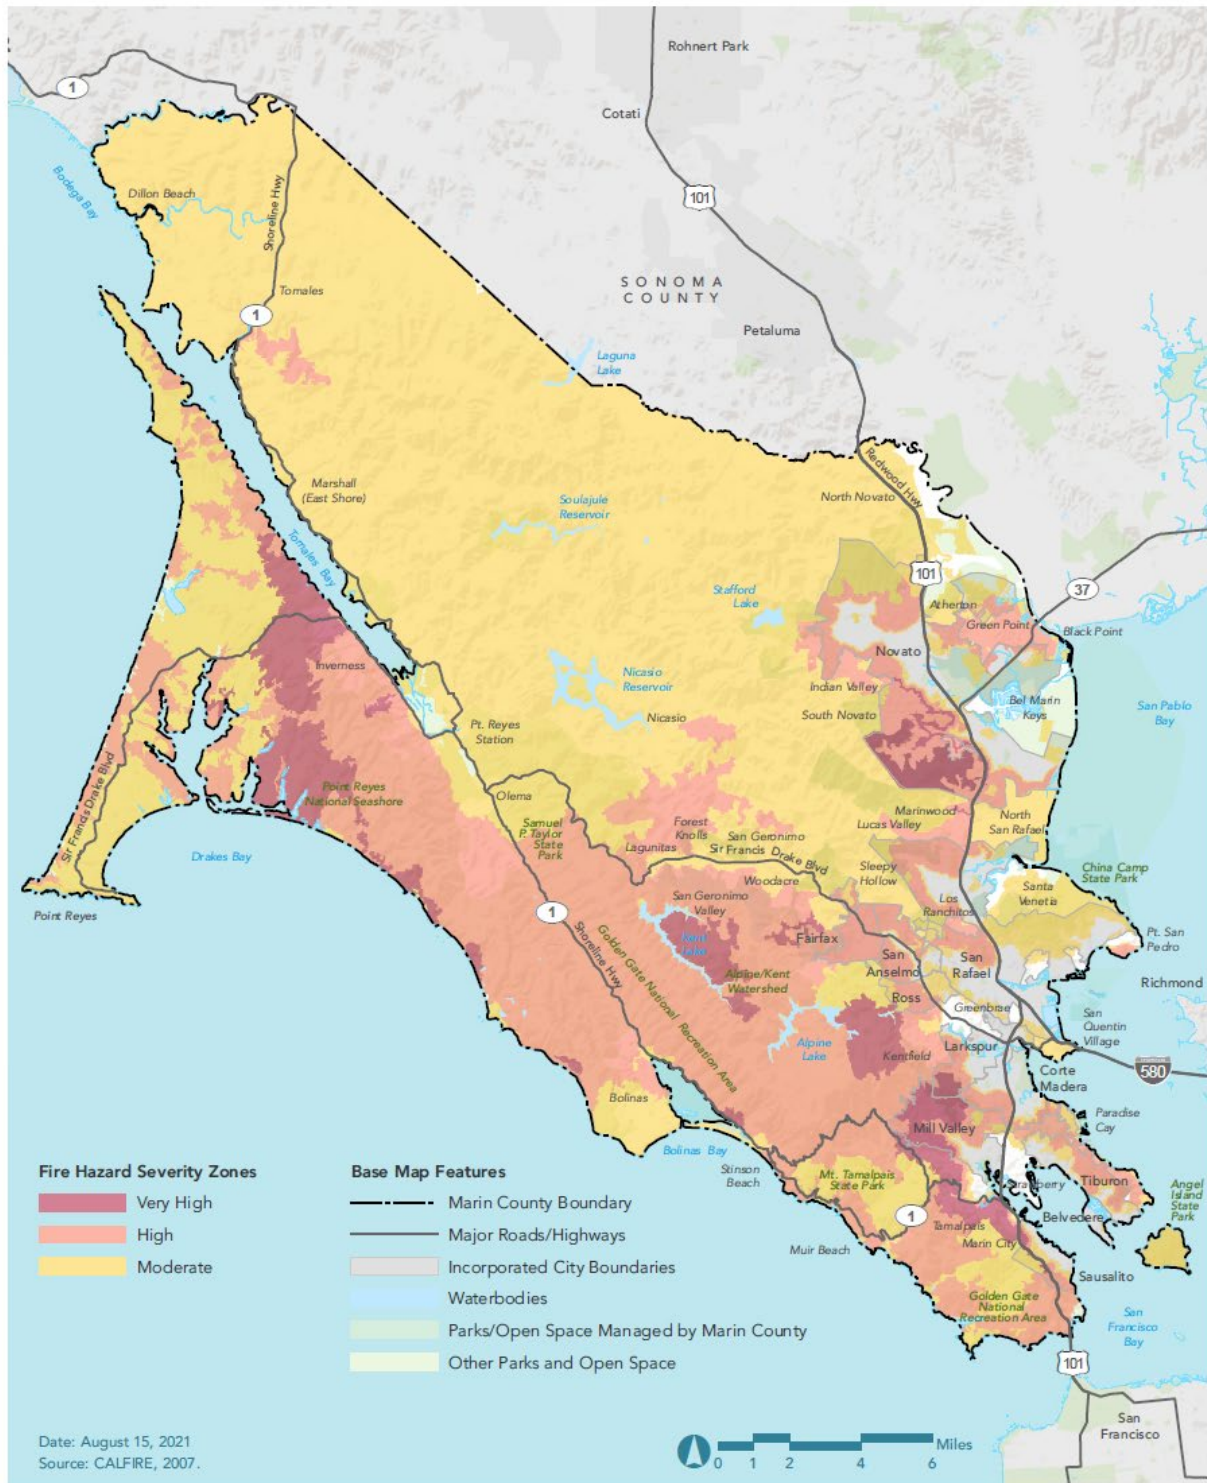 Rohnert Park
1
Cotati
Bodega Bay
Dillon Beach
Shoreline Hwy
101
SONOMA
COUNTY
Tomales
1
Petaluma
Laguna
Lake
Redwood Hwy
Marshall
(East Shore)
North Novato
Soulajule
Reservoir
Tomales Bay
101
37
Stafford
Lake
Atherton
Green Point
Black Point
Inverness
Novato
Nicasio
Reservoir
Indian Valley
Bel Marin
Keys
San Pablo
Bay
Nicasio
South Novato
Pt. Reyes
Station
Sir Francis Drake Blvd
Point Reyes
National Seashore
Olema
Marinwood
Lucas Valley
North
San Rafael
Samuel
P. Taylor
State
Park
Forest
Knolls
San Geronimo
Lagunitas
Sir Francis Drake Blvd
Drakes Bay
Sleepy
Hollow
China Camp
State Park
Woodacre
Santa
Venetia
San Geronimo
Valley
Los
Ranchitos
Point Reyes
1
Shoreline Hwy
Golden Gate National Recreation Area
Kent
Lake
Fairfax
Pt. San
Pedro
San
Anselmo
San
Rafael
Alpine/Kent
Watershed
Richmond
Ross
Greenbrae
San
Quentin
Village
Alpine
Lake
Kentfield
Larkspur
580
Corte
Madera
Bolinas
Paradise
Cay
Mill Valley
Bolinas Bay
Stinson
Beach
Mt. Tamalpais
State Park
Strawberry
Tiburon
Angel
Island
State
Park
Belvedere
1
Tamalpais
Marin City
Muir Beach
Sausalito
Golden Gate
National
Recreation Area
San
Francisco
Bay
101
San
Francisco
Fire Hazard Severity Zones
Very High
High
Moderate
Base Map Features
Marin County Boundary
Major Roads/Highways
Incorporated City Boundaries
Waterbodies
Parks/Open Space Managed by Marin County
Other Parks and Open Space
Date: August 15, 2021
Source: CALFIRE, 2007.
0 1 2 4 6 Miles